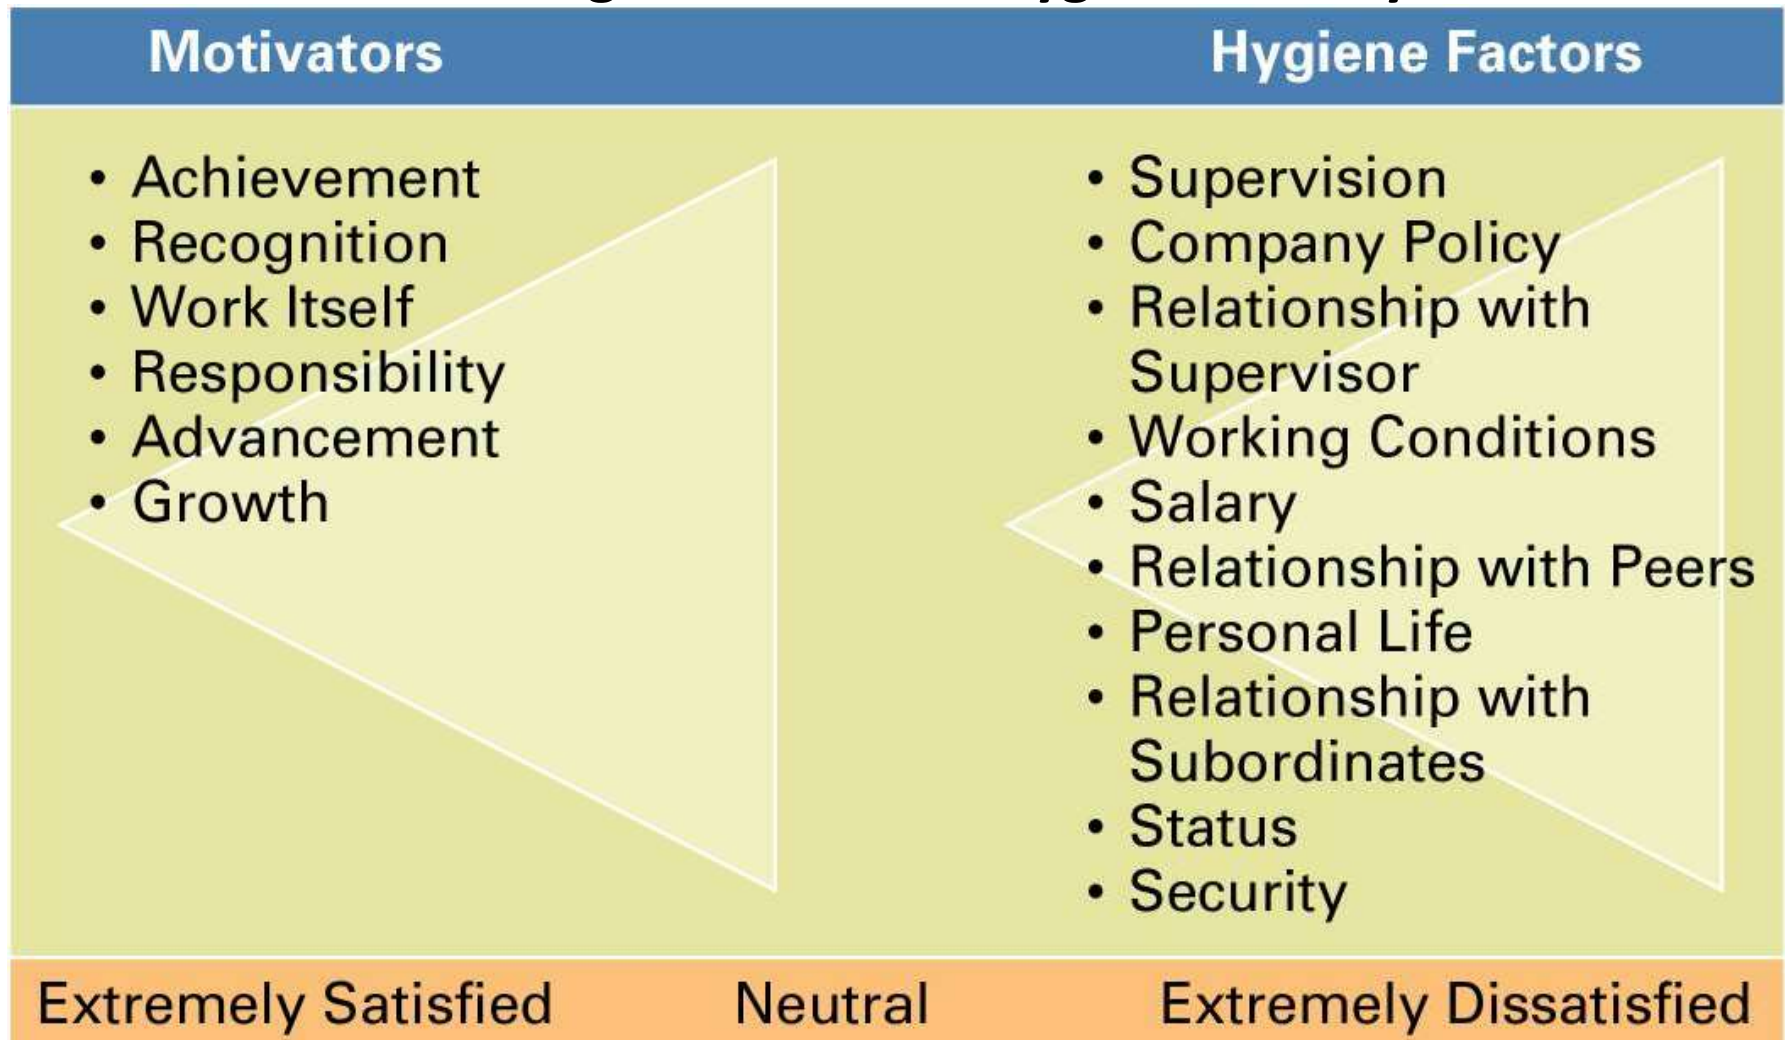 Motivators
Hygiene Factors
• Achievement
• Recognition
• Work Itself
• Responsibility
• Advancement
• Growth
• Supervision
• Company Policy
• Relationship with
Supervisor
• Working Conditions
• Salary
• Relationship with Peers
• Personal Life
• Relationship with
Subordinates
• Status
• Security
Extremely Satisfied
Neutral
Extremely Dissatisfied